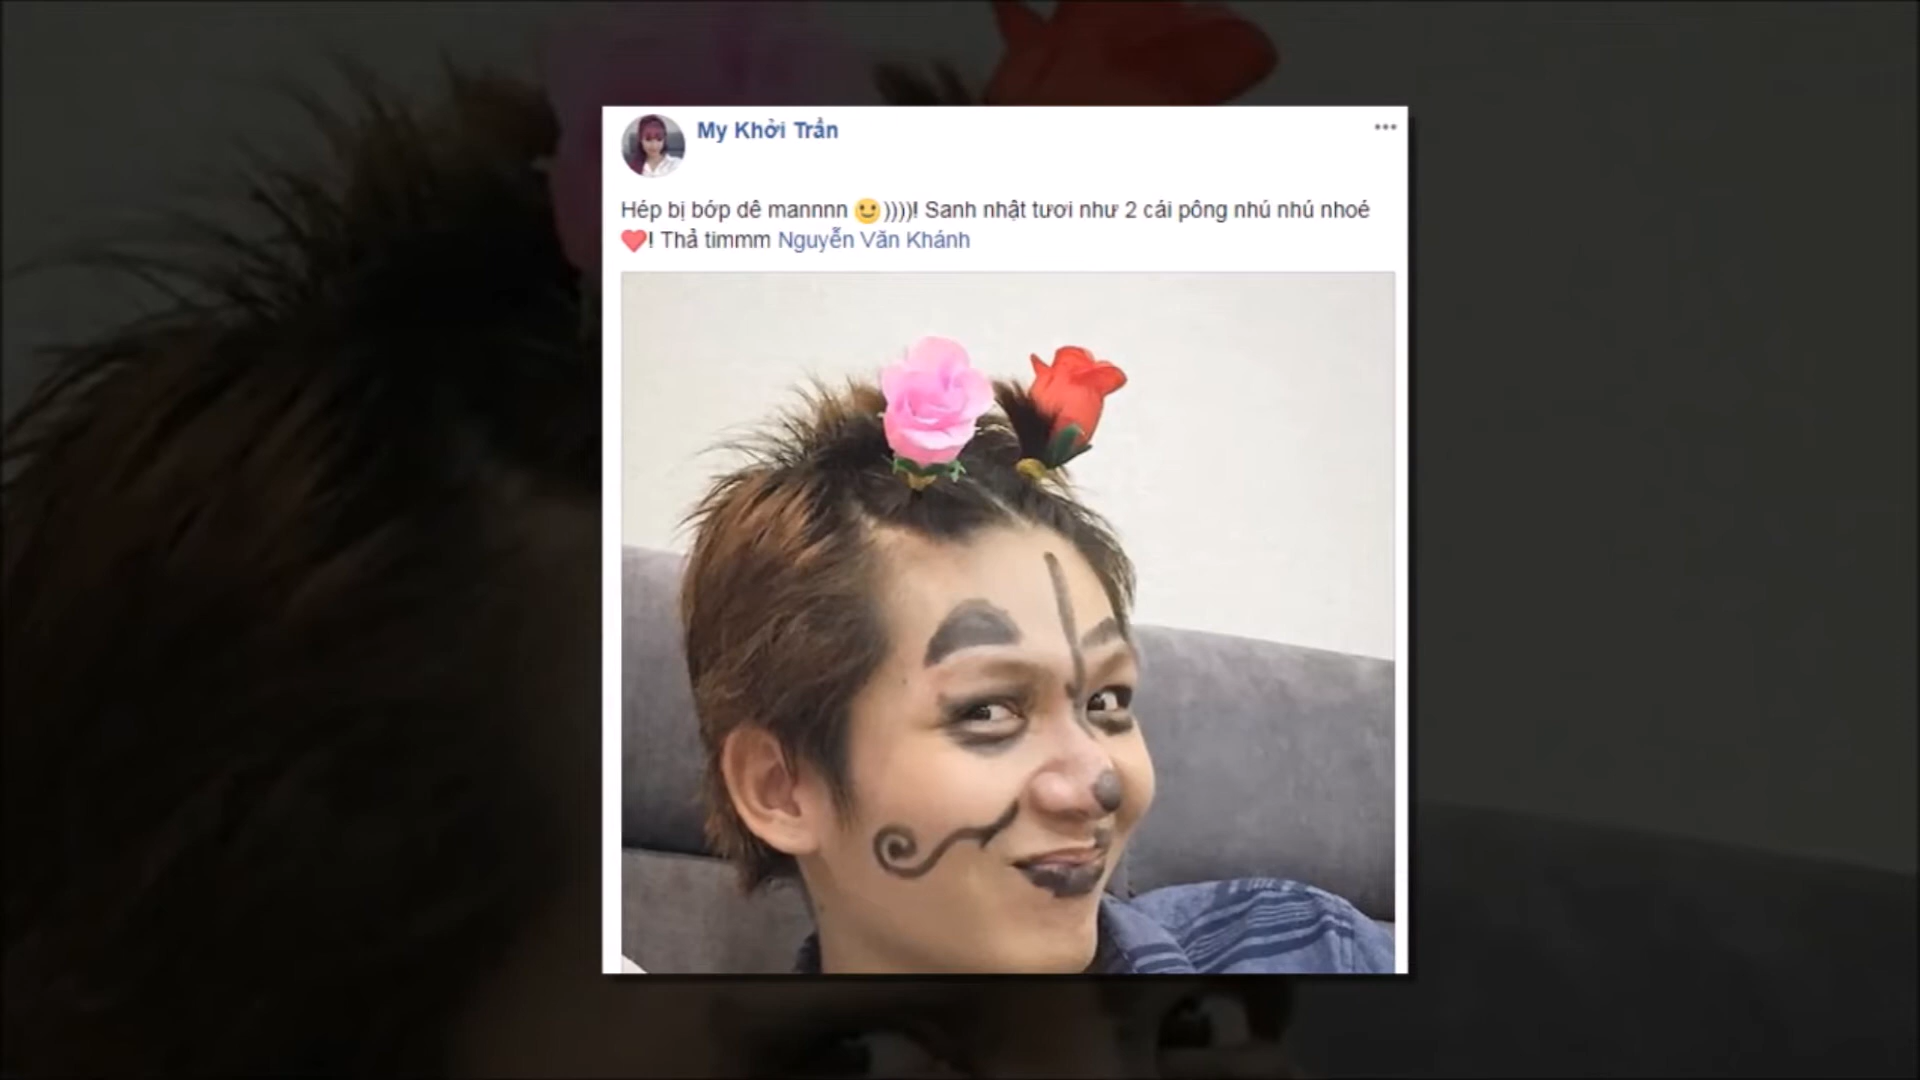 My Khởi Trần
Hép bị bớp dê mannnn 🙂))))! Sanh nhật tươi như 2 cái pông nhú nhú nhoé
❤! Thả timmm Nguyễn Văn Khánh